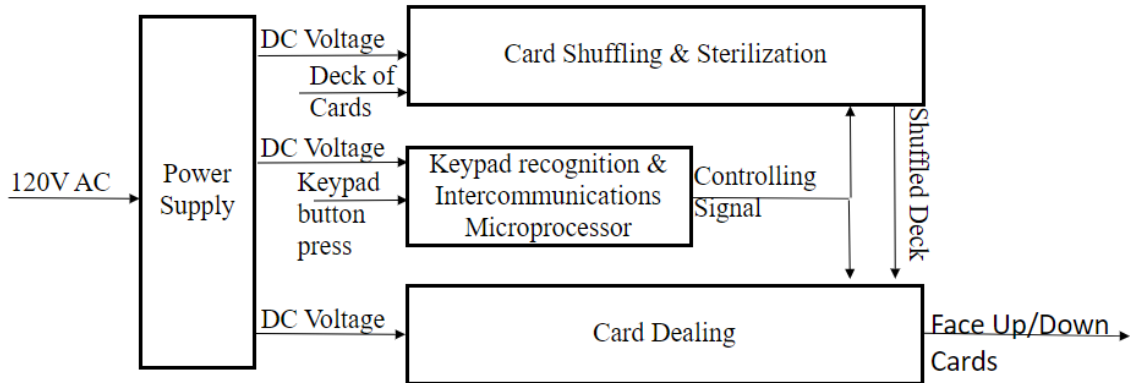 DC Voltage
Card Shuffling & Sterilization
Deck of
Cards
Shuffled Deck
DC Voltage
Keypad recognition &
Intercommunications
Microprocessor
Controlling
Signal
120V AC
Power
Supply
Keypad
button
press
DC Voltage
Card Dealing
Face Up/Down
Cards